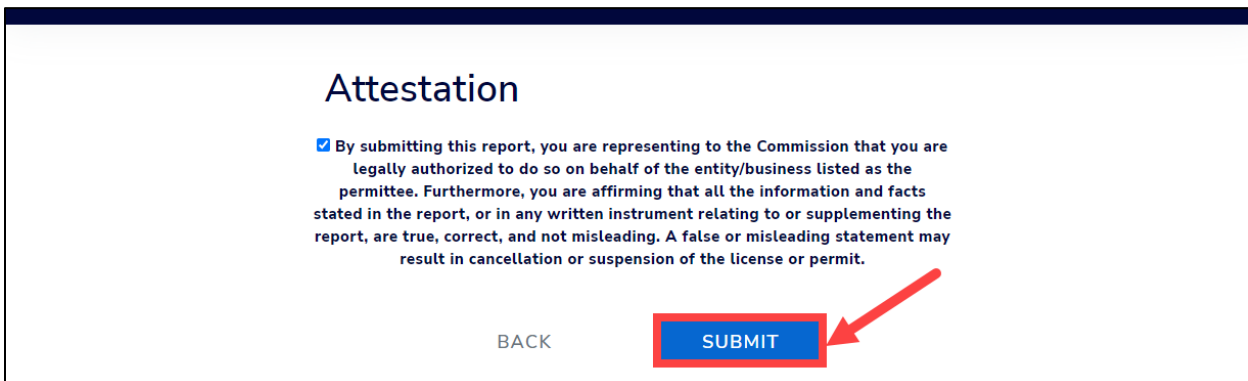 Attestation
By submitting this report, you are representing to the Commission that you are
legally authorized to do so on behalf of the entity/business listed as the
permittee. Furthermore, you are affirming that all the information and facts
stated in the report, or in any written instrument relating to or supplementing the
report, are true, correct, and not misleading. A false or misleading statement may
result in cancellation or suspension of the license or permit.
BACK SUBMIT